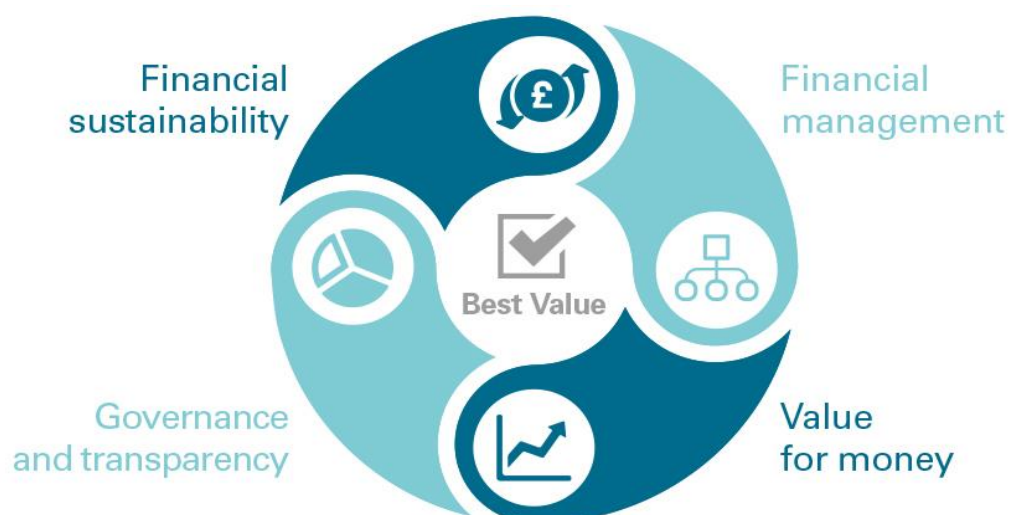 Financial
sustainability
Financial
management
£
Best Value
Governance
and transparency
Value
for money